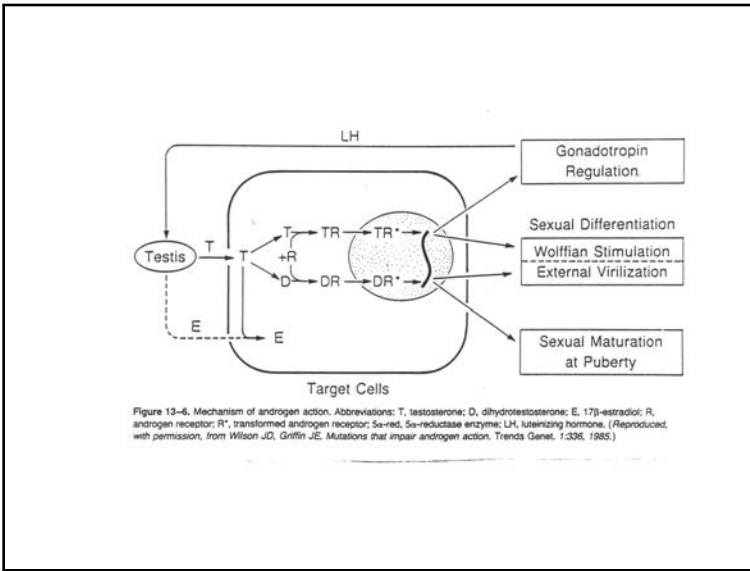 LH
Gonadotropin
Regulation
Sexual Differentiation
Testis T T T TR TR* Wolffian Stimulation
+R External Virilization
D DR DR*
E E
Sexual Maturation
at Puberty
Target Cells
Figure 13–6. Mechanism of androgen action. Abbreviations: T, testosterone; D, dihydrotestosterone; E, 17β-estradiol; R,
androgen receptor; R*, transformed androgen receptor; 5α-red, 5α-reductase enzyme; LH, luteinizing hormone. (Reproduced,
with permission, from Wilson JD, Griffin JE. Mutations that impair androgen action. Trends Genet. 1:336, 1985.)